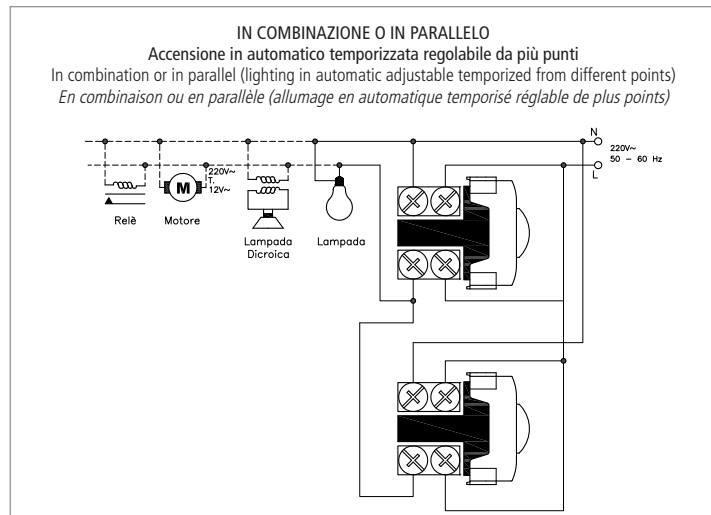 IN COMBINAZIONE O IN PARALLELO
Accensione in automatico temporizzata regolabile da più punti
In combination or in parallel (lighting in automatic adjustable temporized from different points)
En combinaison ou en parallèle (allumage en automatique temporisé réglable de plus points)
N
220V~
50 - 60 Hz
L
220V~
T.
12V~
M
Relè
Motore
Lampada
Dicroica
Lampada